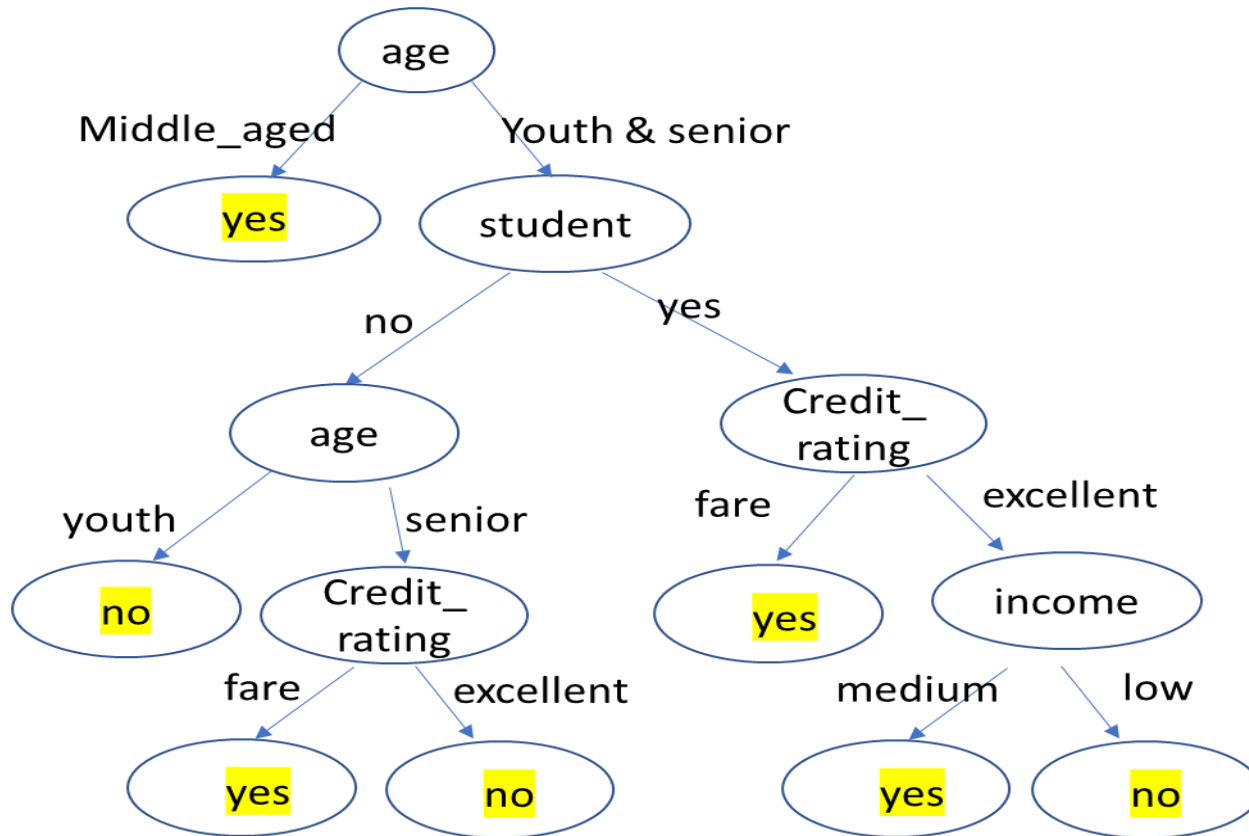 age
Middle_aged
Youth & senior
yes
student
no
yes
age
Credit_
rating
youth
senior
fare
excellent
no
Credit_
rating
yes
income
fare
excellent
medium
low
yes
no
yes
no